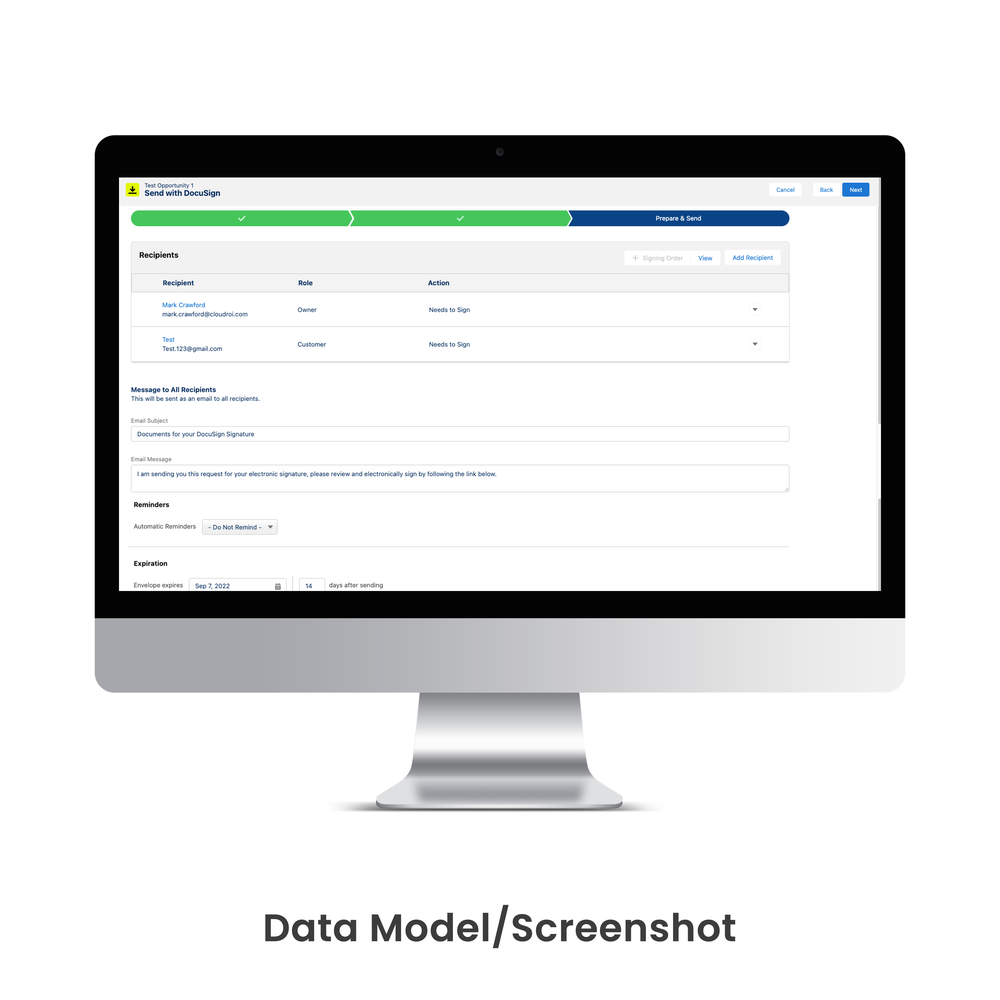 Test Opportunity 1
Send with DocuSign
Cancel Back Next
Prepare & Send
Recipients
+ Signing Order View Add Recipient
Recipient Role Action
Mark Crawford
mark.crawford@cloudroi.com Owner Needs to Sign
Test
Test.123@gmail.com Customer Needs to Sign
Message to All Recipients
This will be sent as an email to all recipients.
Email Subject
Documents for your DocuSign Signature
Email Message
I am sending you this request for your electronic signature, please review and electronically sign by following the link below.
Reminders
Automatic Reminders - Do Not Remind -
Expiration
Envelope expires Sep 7, 2022 14 days after sending
Data Model/Screenshot